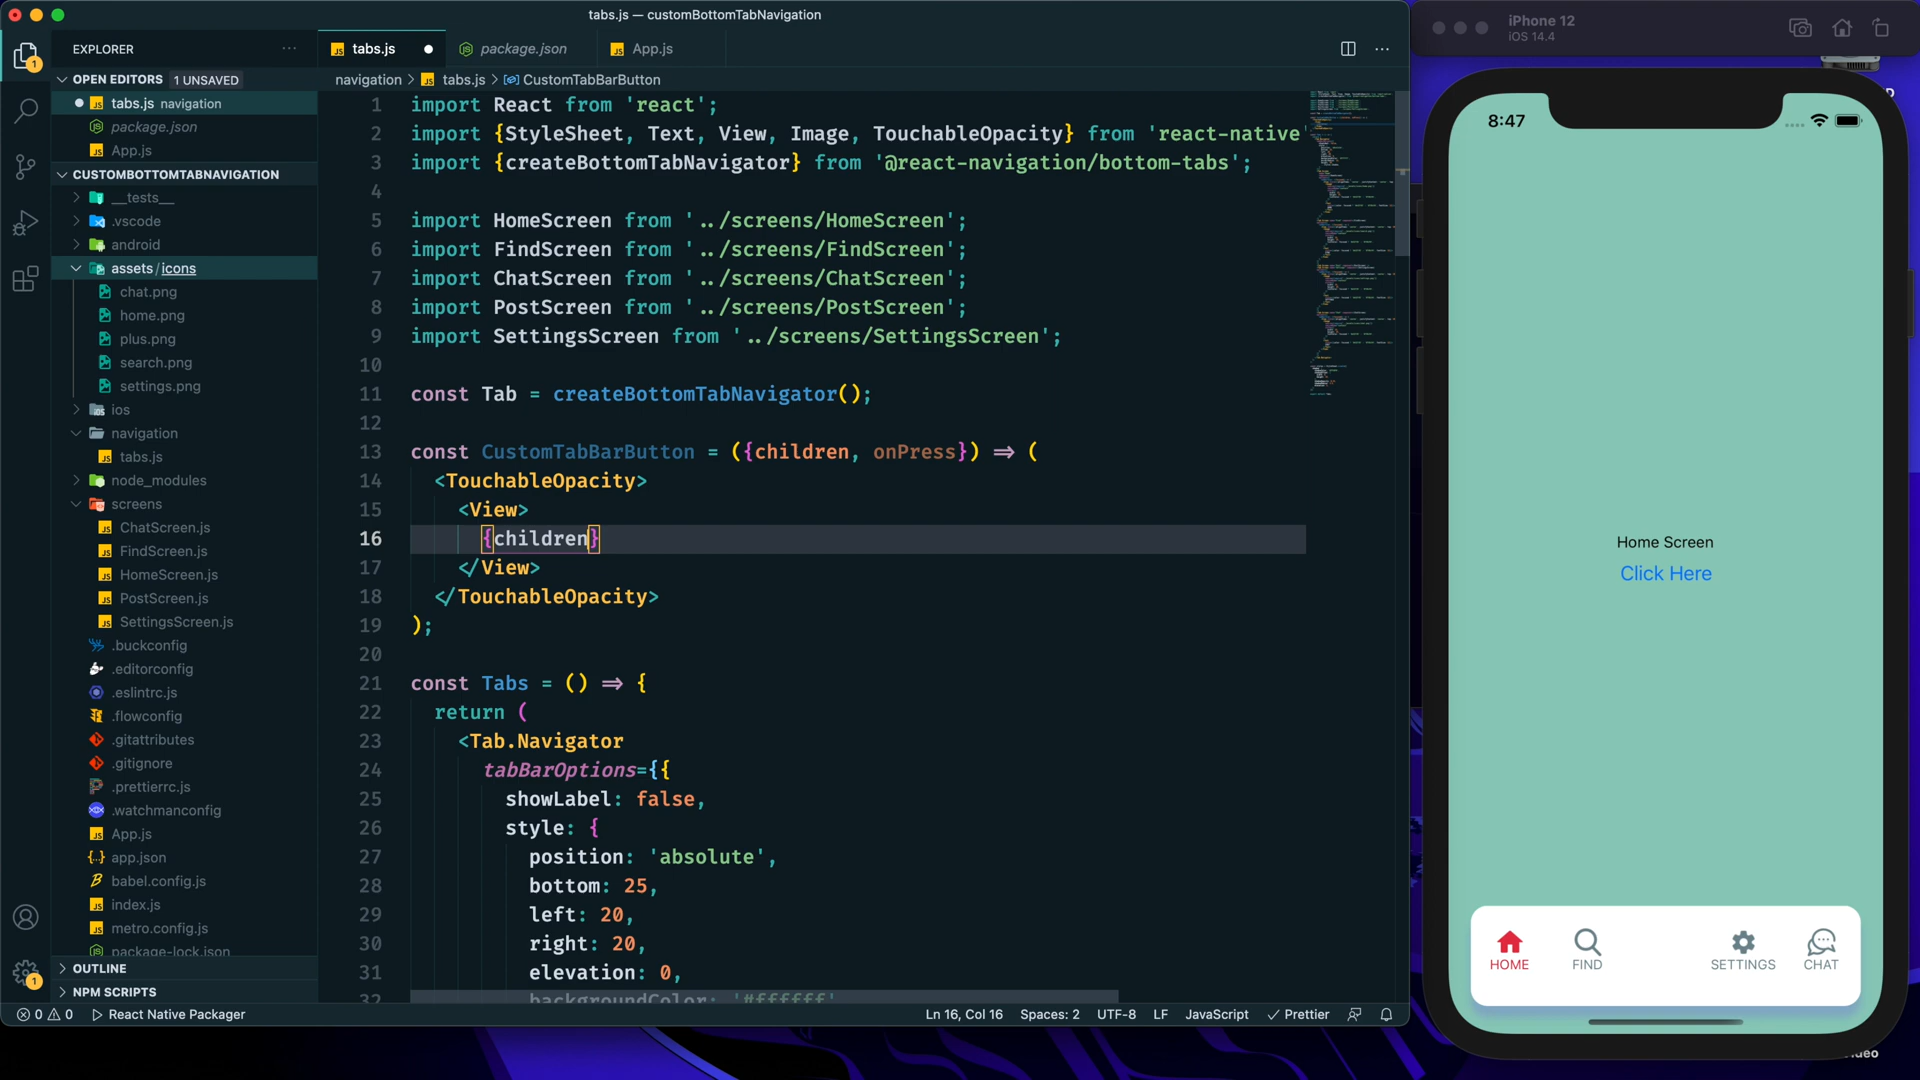 tabs.js — customBottomTabNavigation
EXPLORER
OPEN EDITORS 1 UNSAVED
tabs.js navigation
package.json
App.js
CUSTOMBOTTOMTABNAVIGATION
__tests__
.vscode
android
assets/icons
chat.png
home.png
plus.png
search.png
settings.png
ios
navigation
tabs.js
node_modules
screens
ChatScreen.js
FindScreen.js
HomeScreen.js
PostScreen.js
SettingsScreen.js
.buckconfig
.editorconfig
.eslintrc.js
.flowconfig
.gitattributes
.gitignore
.prettierrc.js
.watchmanconfig
App.js
app.json
babel.config.js
index.js
metro.config.js
package-lock.json
OUTLINE
NPM SCRIPTS
tabs.js package.json App.js
navigation > tabs.js > CustomTabBarButton
1 import React from 'react';
2 import {StyleSheet, Text, View, Image, TouchableOpacity} from 'react-native'
3 import {createBottomTabNavigator} from '@react-navigation/bottom-tabs';
4
5 import HomeScreen from '../screens/HomeScreen';
6 import FindScreen from '../screens/FindScreen';
7 import ChatScreen from '../screens/ChatScreen';
8 import PostScreen from '../screens/PostScreen';
9 import SettingsScreen from '../screens/SettingsScreen';
10
11 const Tab = createBottomTabNavigator();
12
13 const CustomTabBarButton = ({children, onPress}) => (
14 <TouchableOpacity>
15 <View>
16 {children}
17 </View>
18 </TouchableOpacity>
19 );
20
21 const Tabs = () => {
22 return (
23 <Tab.Navigator
24 tabBarOptions={{
25 showLabel: false,
26 style: {
27 position: 'absolute',
28 bottom: 25,
29 left: 20,
30 right: 20,
31 elevation: 0,
32 backgroundColor: '#ffffff'
1
1
0 0 React Native Packager Ln 16, Col 16 Spaces: 2 UTF-8 LF JavaScript Prettier
iPhone 12
iOS 14.4
8:47
Home Screen
Click Here
HOME FIND SETTINGS CHAT